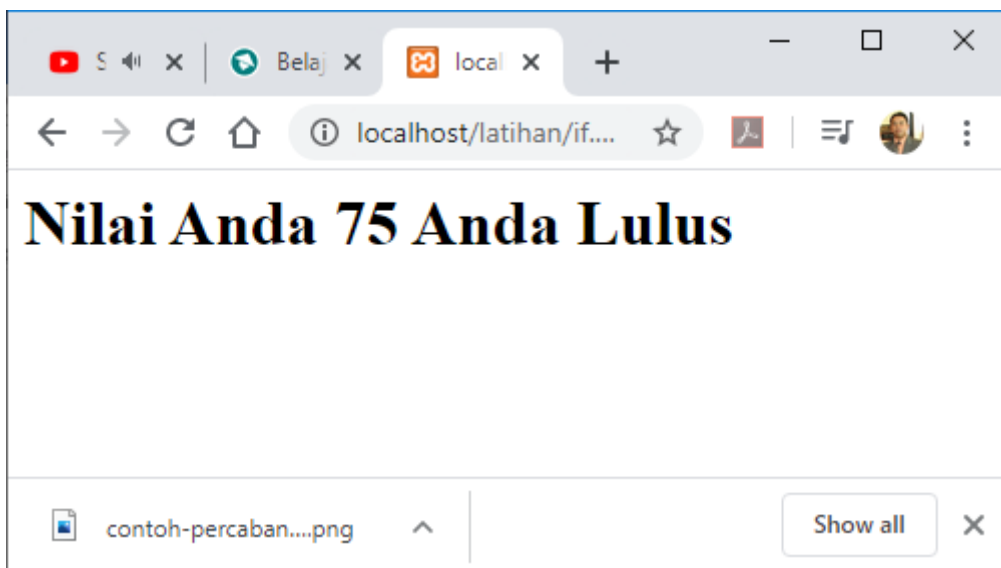 S
Belaj
local
localhost/latihan/if....
Nilai Anda 75 Anda Lulus
contoh-percaban....png
Show all